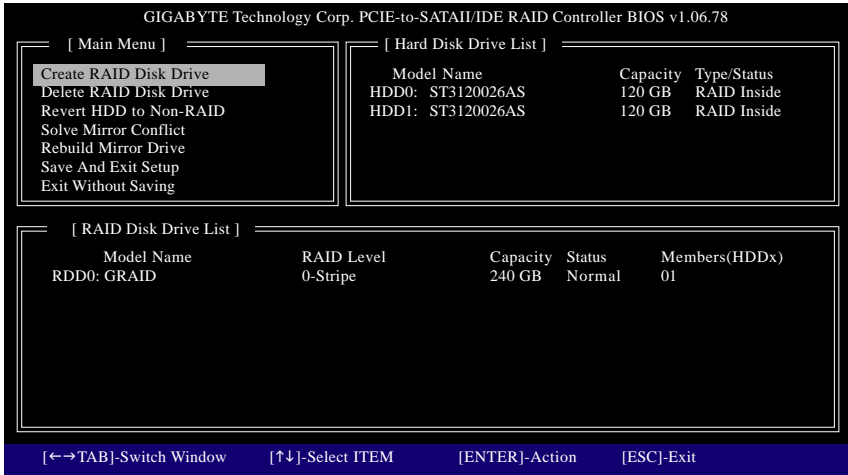 GIGABYTE Technology Corp. PCIE-to-SATAII/IDE RAID Controller BIOS v1.06.78
[ Main Menu ]
Create RAID Disk Drive
Delete RAID Disk Drive
Revert HDD to Non-RAID
Solve Mirror Conflict
Rebuild Mirror Drive
Save And Exit Setup
Exit Without Saving
[ Hard Disk Drive List ]
Model Name Capacity Type/Status
HDD0: ST3120026AS 120 GB RAID Inside
HDD1: ST3120026AS 120 GB RAID Inside
[ RAID Disk Drive List ]
Model Name RAID Level Capacity Status Members(HDDx)
RDD0: GRAID 0-Stripe 240 GB Normal 01
[←→TAB]-Switch Window [↑↓]-Select ITEM [ENTER]-Action [ESC]-Exit